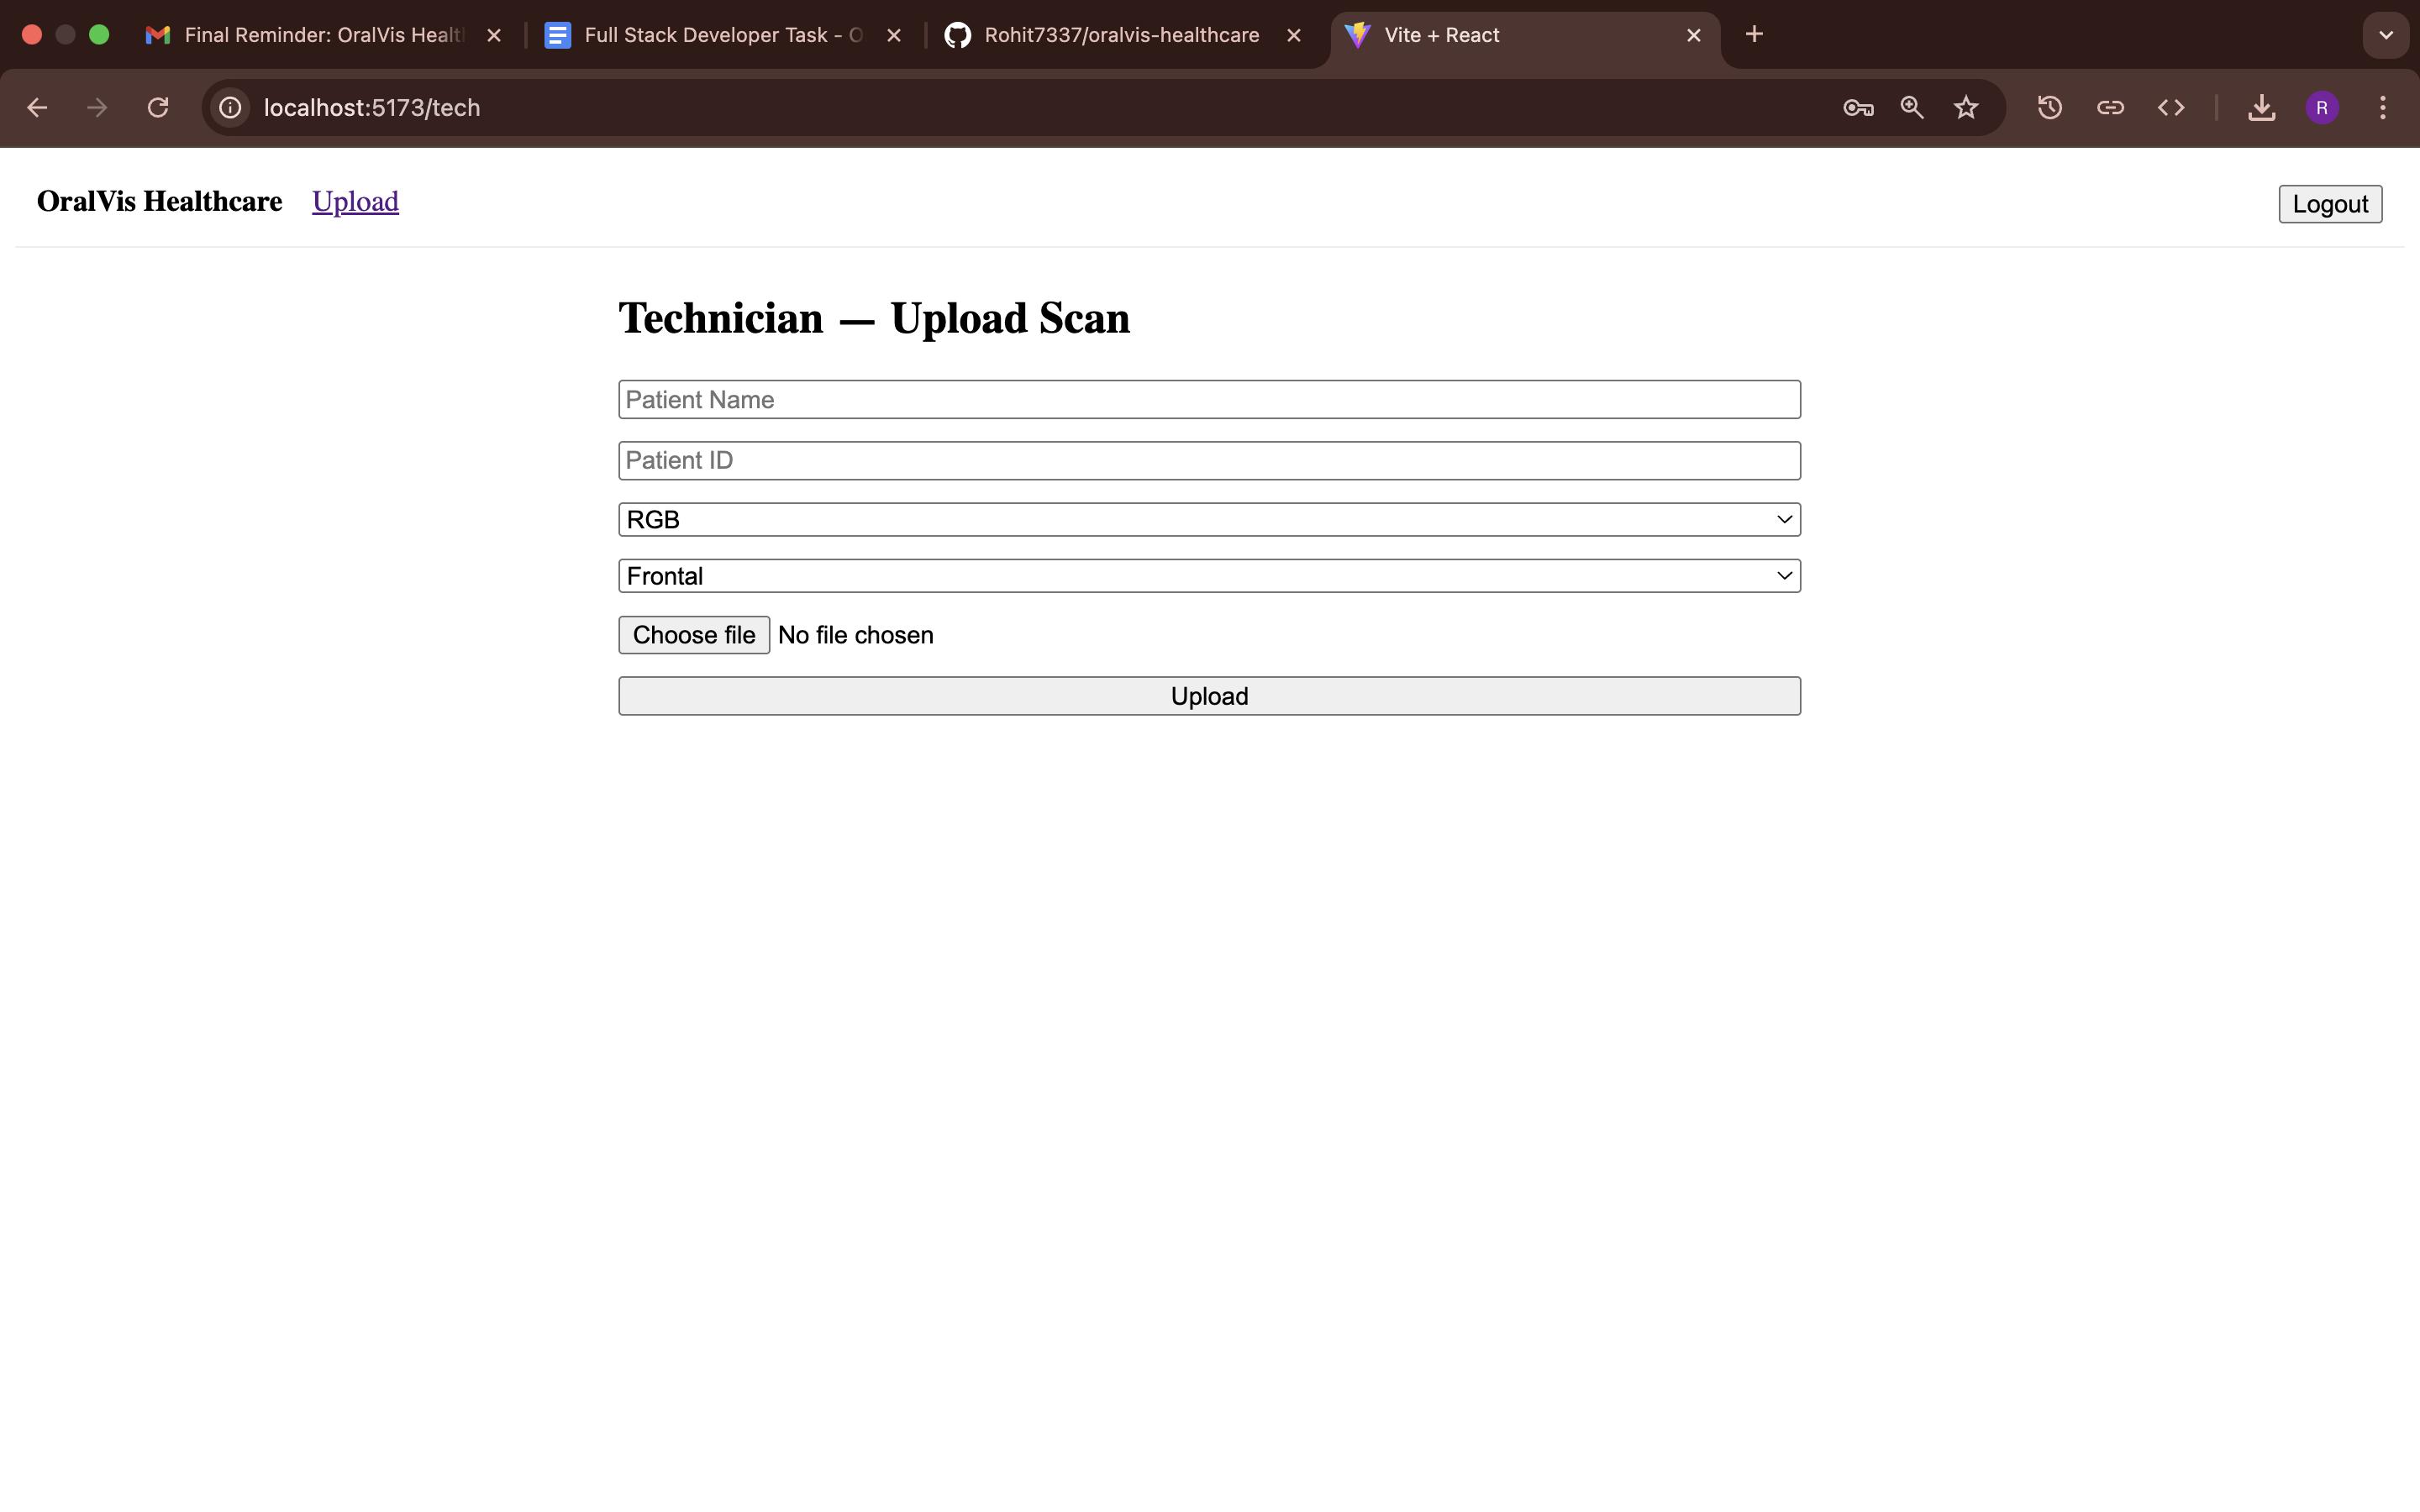 Final Reminder: OralVis Healt
Full Stack Developer Task - O
Rohit7337/oralvis-healthcare
Vite + React
localhost:5173/tech
R
OralVis Healthcare
Upload
Logout
Technician — Upload Scan
Patient Name
Patient ID
RGB
Frontal
Choose file No file chosen
Upload